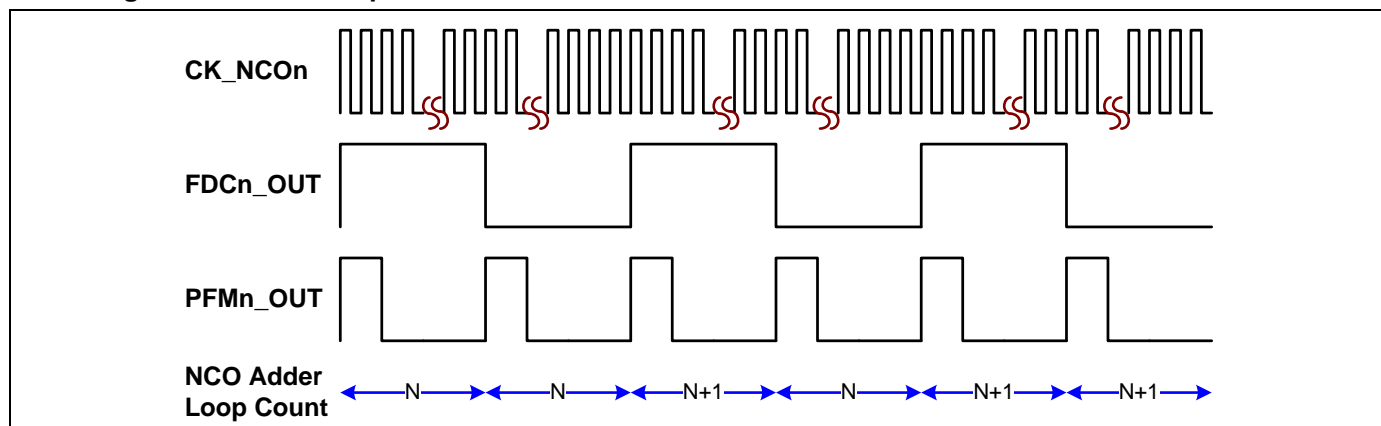 CK_NCOn
FDCn_OUT
PFMn_OUT
NCO Adder
Loop Count
N N N+1 N N+1 N+1